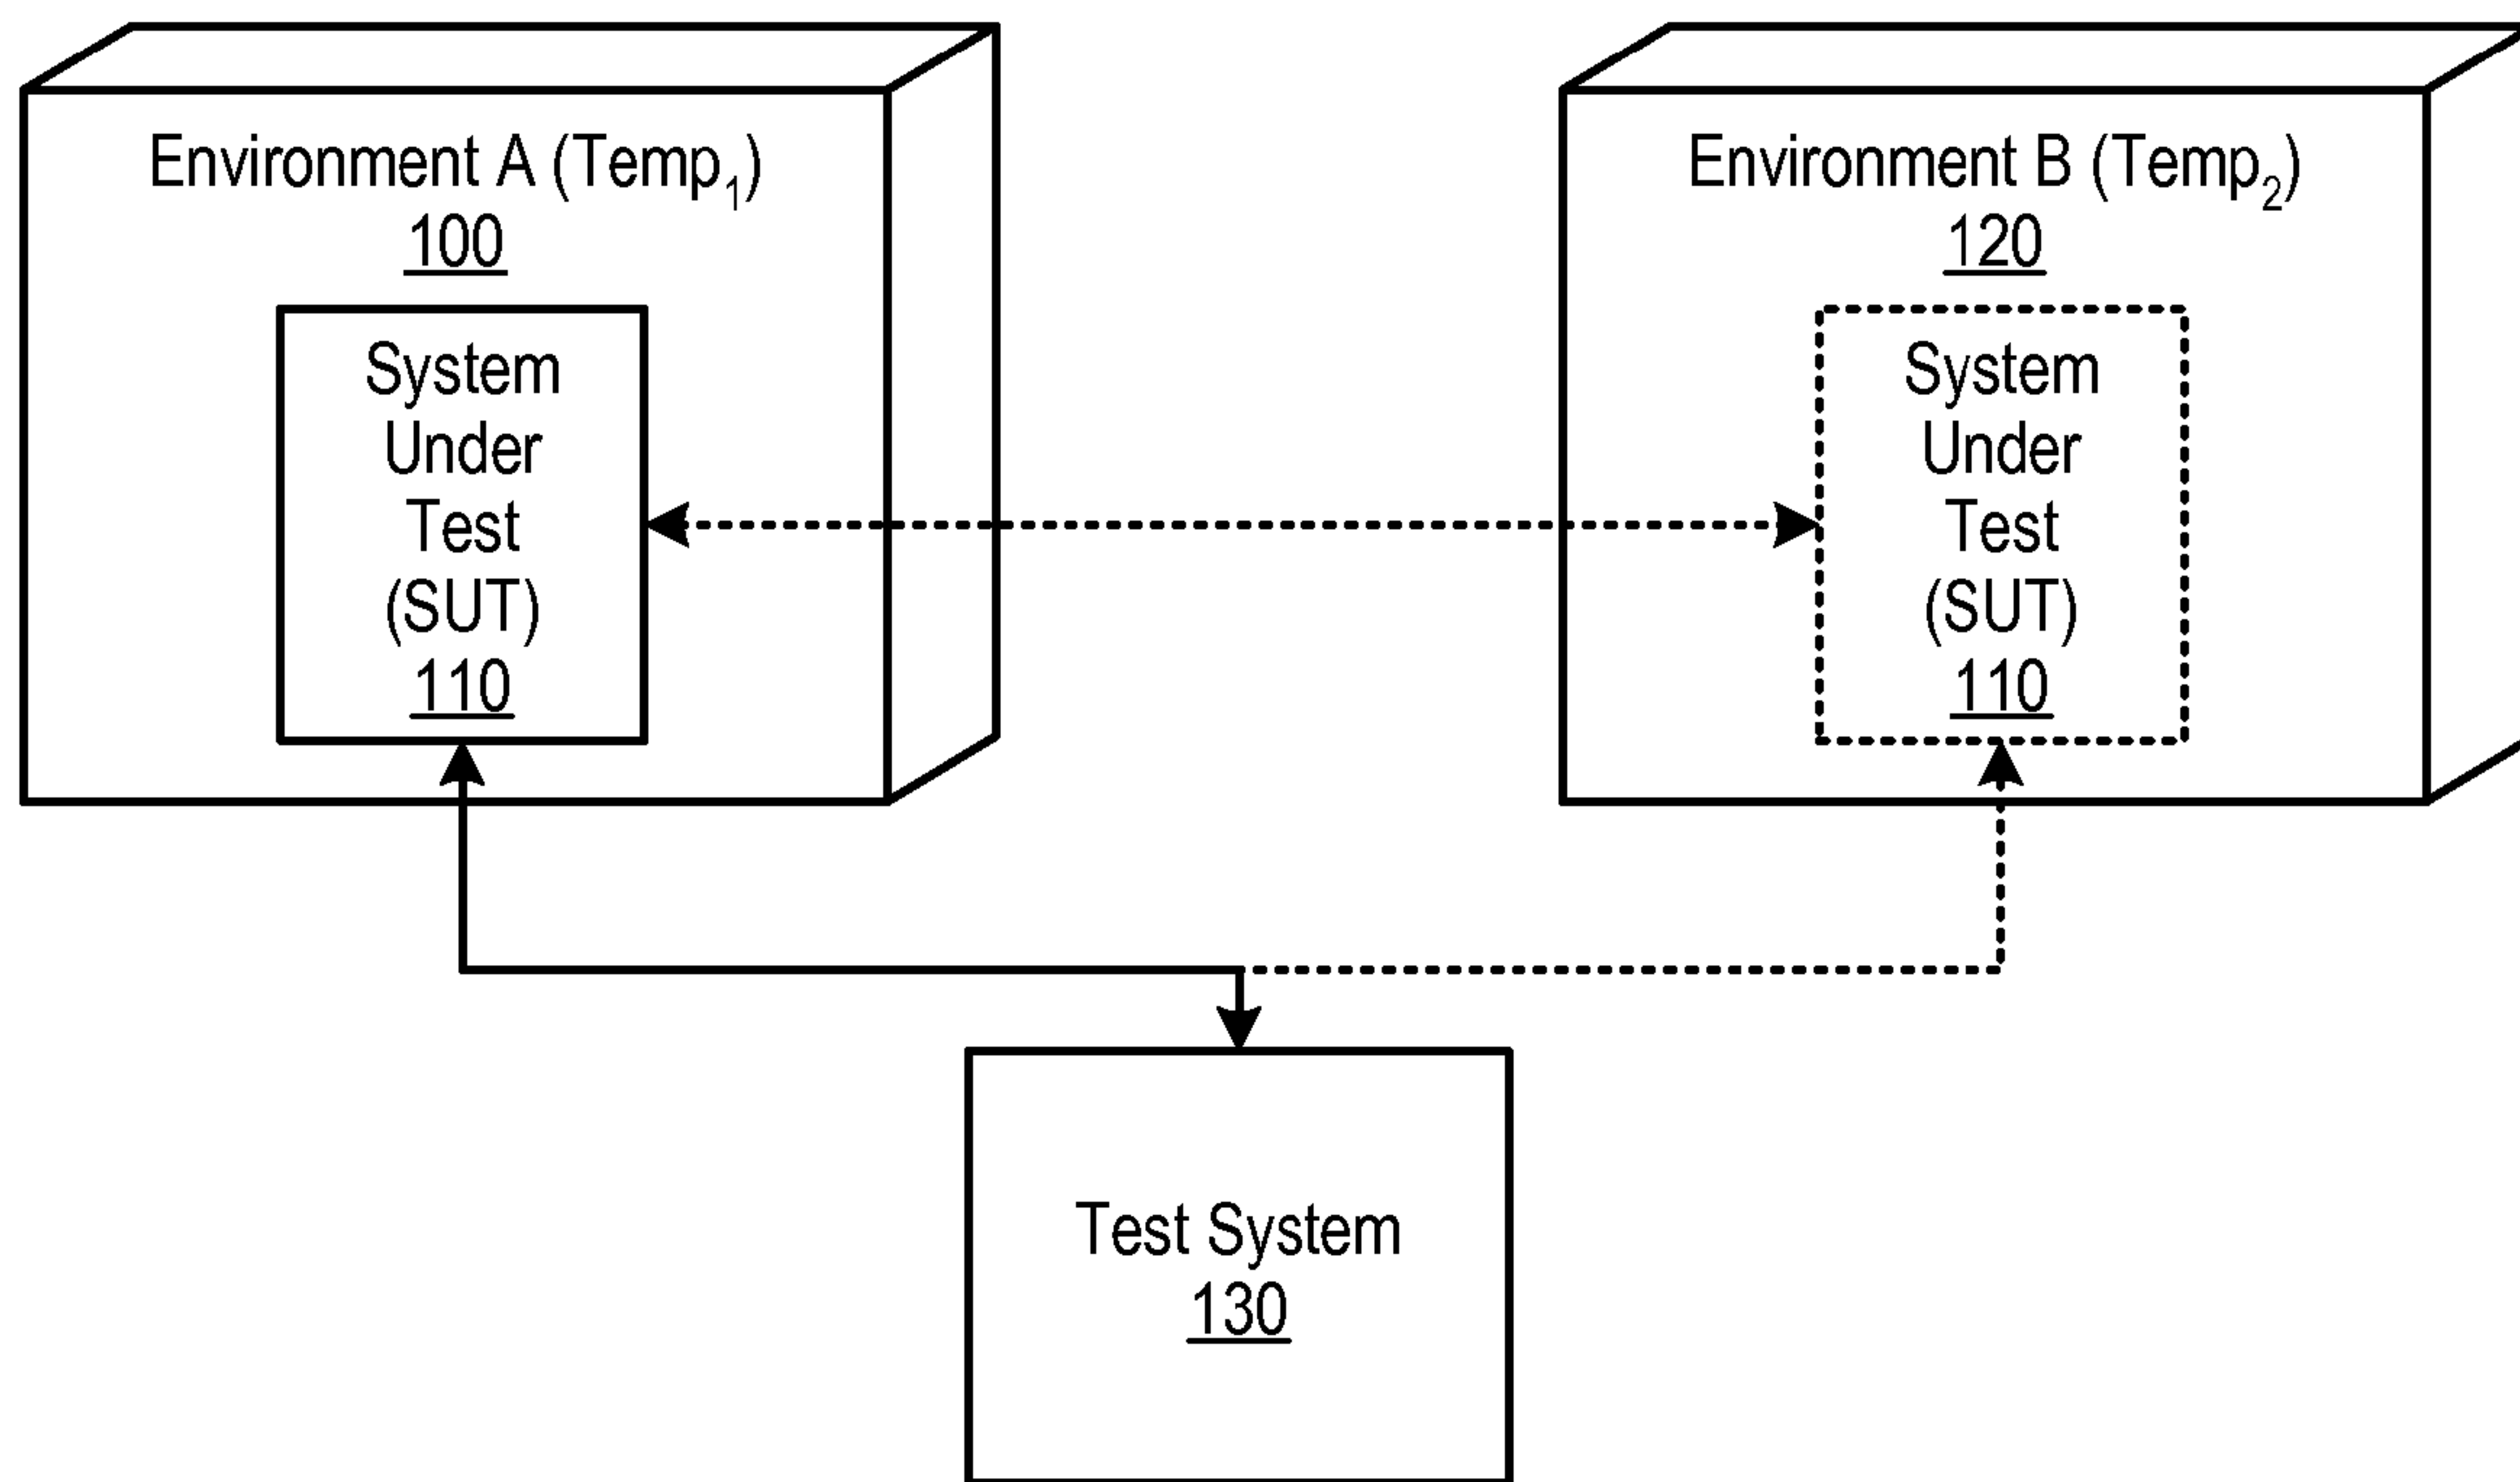 Environment A (Temp₁)
100
System
Under
Test
(SUT)
110
Environment B (Temp₂)
120
System
Under
Test
(SUT)
110
Test System
130